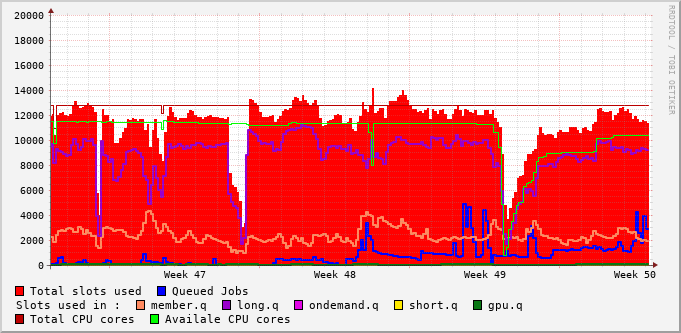 20000
18000
16000
14000
12000
10000
8000
6000
4000
2000
0
Week 47 Week 48 Week 49 Week 50
RRDTOOL / TOBI OETIKER
Total slots used Queued Jobs
Slots used in : member.q long.q ondemand.q short.q gpu.q
Total CPU cores Availale CPU cores